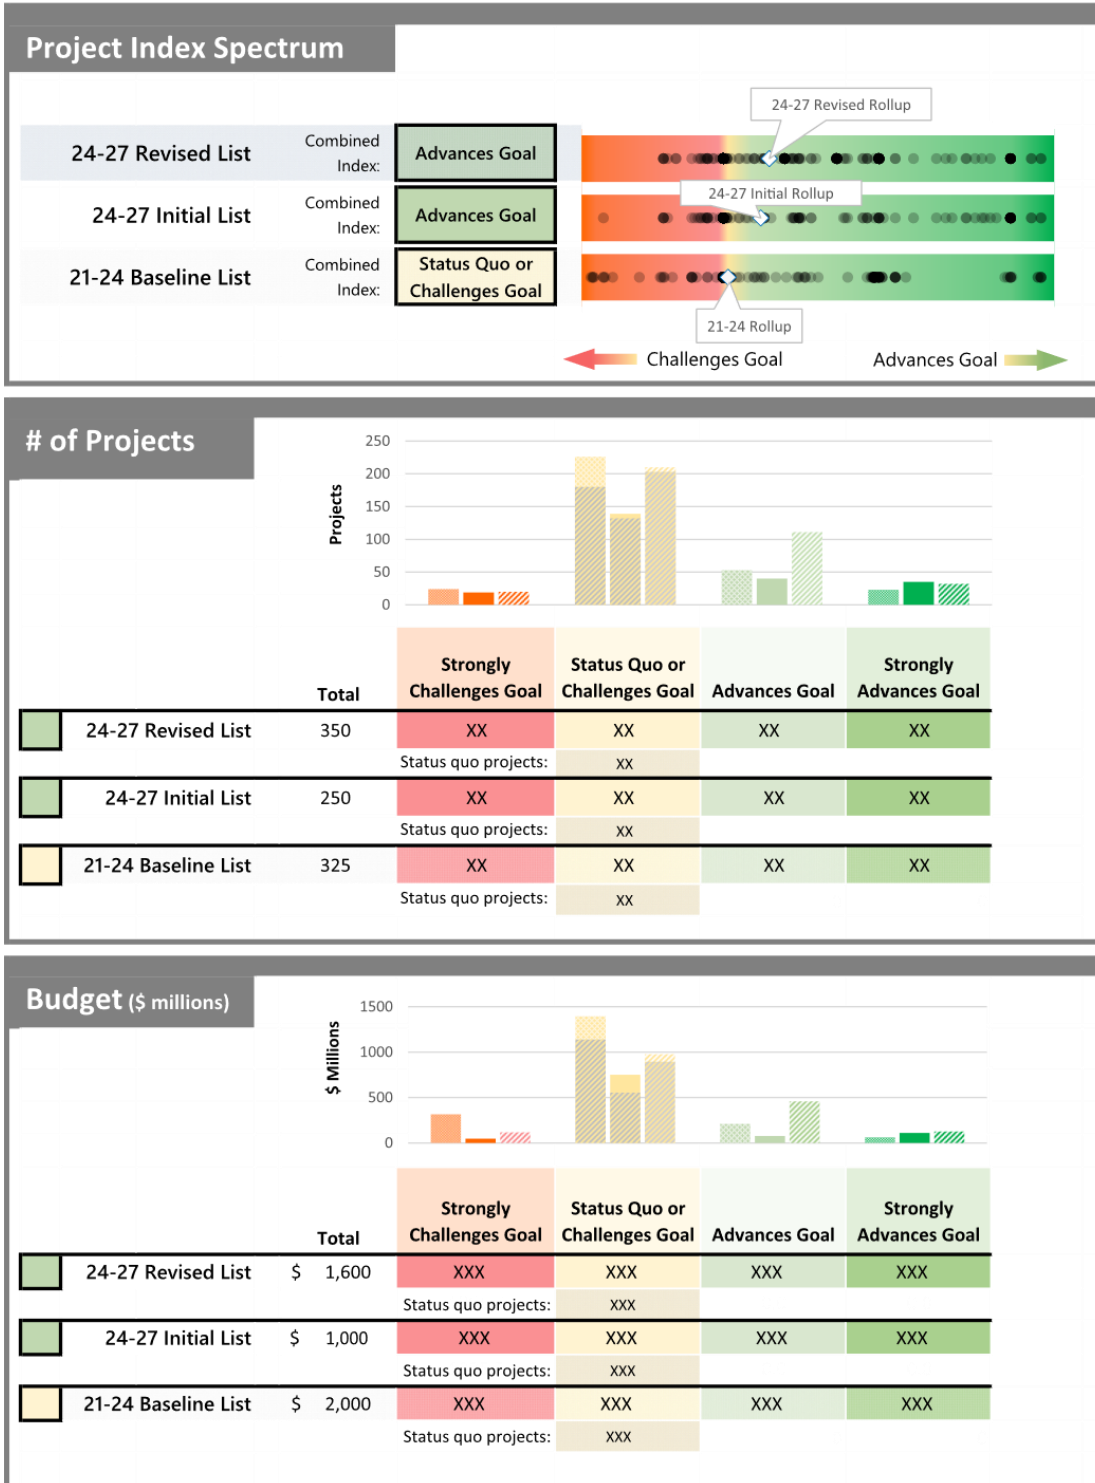 Project Index Spectrum
24-27 Revised Rollup
24-27 Revised List
Combined
Index:
Advances Goal
24-27 Initial Rollup
24-27 Initial List
Combined
Index:
Advances Goal
21-24 Baseline List
Combined
Index:
Status Quo or
Challenges Goal
21-24 Rollup
Challenges Goal
Advances Goal
# of Projects
Projects
250
200
150
100
50
0
Total
Strongly
Challenges Goal
Status Quo or
Challenges Goal
Advances Goal
Strongly
Advances Goal
24-27 Revised List 350 XX XX XX XX
Status quo projects: XX
24-27 Initial List 250 XX XX XX XX
Status quo projects: XX
21-24 Baseline List 325 XX XX XX XX
Status quo projects: XX
Budget ($ millions)
$ Millions
1500
1000
500
0
Total
Strongly
Challenges Goal
Status Quo or
Challenges Goal
Advances Goal
Strongly
Advances Goal
24-27 Revised List $ 1,600 XXX XXX XXX XXX
Status quo projects: XXX
24-27 Initial List $ 1,000 XXX XXX XXX XXX
Status quo projects: XXX
21-24 Baseline List $ 2,000 XXX XXX XXX XXX
Status quo projects: XXX